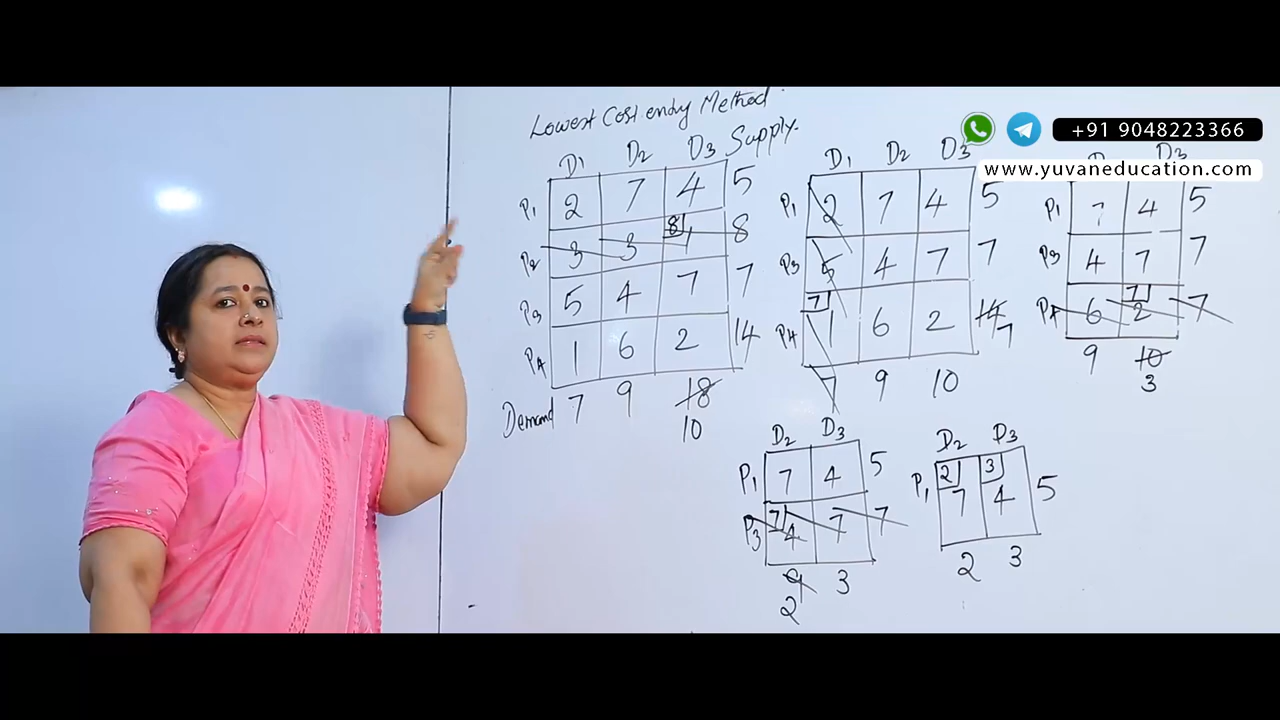 Lowest Cost entry Method.
+91 9048223366
www.yuvaneducation.com
D1 D2 D3 Supply.
P1 2 7 4 5
P2 3 3 8 1 8
P3 5 4 7 7
P4 1 6 2 14
Demand 7 9 18
10
D1 D2 D3
P1 2 7 4 5
P3 5 4 7 7
P4 7 1 6 2 14
7
7 9 10
D3
P1 7 4 5
P3 4 7 7
P4 6 7 2 7
9 10
3
D2 D3
P1 7 4 5
P3 7 4 7 7
9 3
2
D2 D3
P1 2 7 3 4 5
2 3